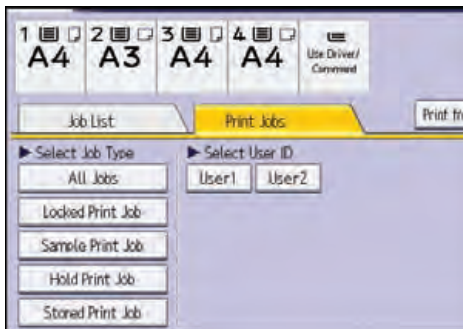 1 2 3 4
A4 A3 A4 A4 Use Driver/
Command
Job List Print Jobs Print fr
▶ Select Job Type ▶ Select User ID
All Jobs User1 User2
Locked Print Job
Sample Print Job
Hold Print Job
Stored Print Job